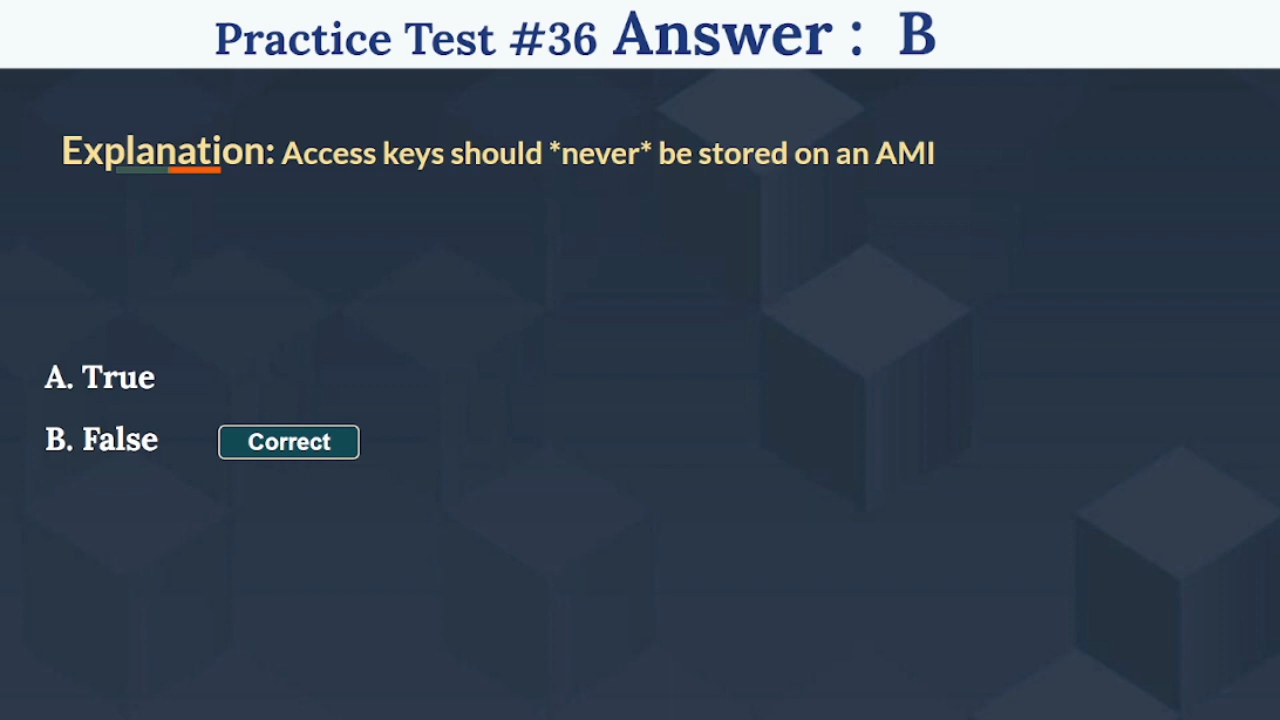 Practice Test #36 Answer : B
Explanation: Access keys should *never* be stored on an AMI
A. True
B. False Correct